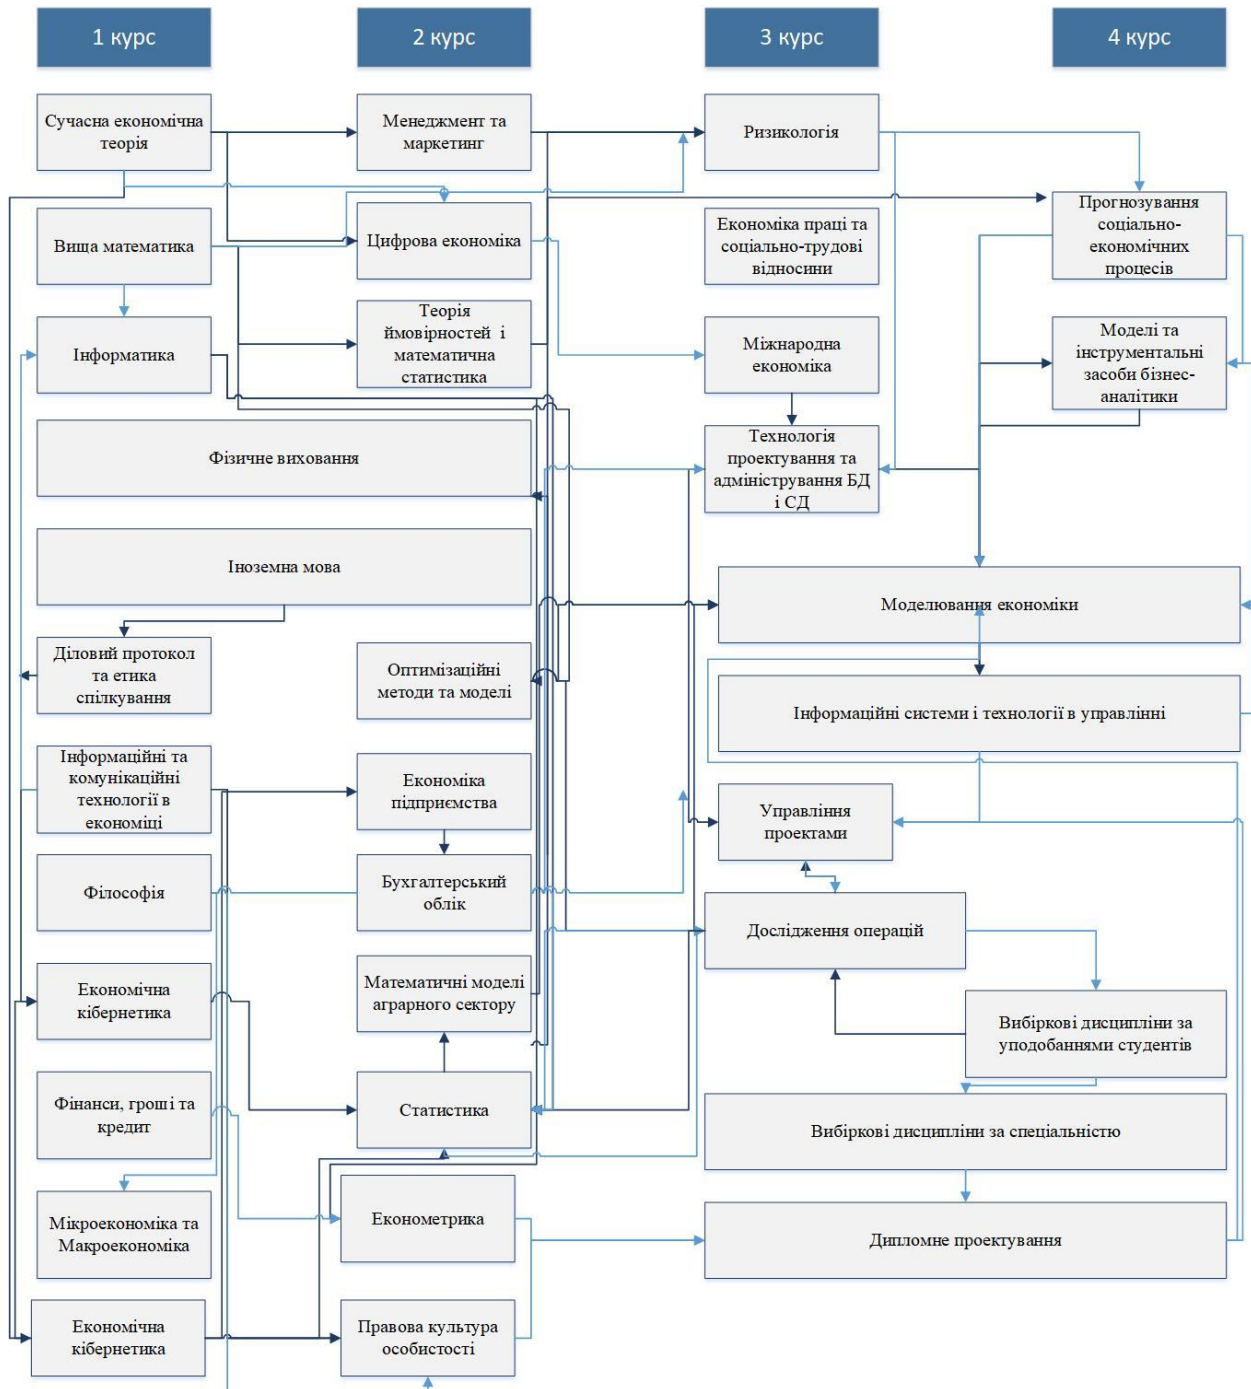 1 курс
2 курс
3 курс
4 курс
Сучасна економічна
теорія
Менеджмент та
маркетинг
Ризикологія
Вища математика
Цифрова економіка
Економіка праці та
соціально-трудові
відносини
Прогнозування
соціально-
економічних
процесів
Інформатика
Теорія
ймовірностей і
математична
статистика
Міжнародна
економіка
Моделі та
інструментальні
засоби бізнес-
аналітики
Фізичне виховання
Технологія
проектування та
адміністрування БД
і СД
Іноземна мова
Моделювання економіки
Діловий протокол
та етика
спілкування
Оптимізаційні
методи та моделі
Інформаційні системи і технології в управлінні
Інформаційні та
комунікаційні
технології в
економіці
Економіка
підприємства
Управління
проектами
Філософія
Бухгалтерський
облік
Дослідження операцій
Економічна
кібернетика
Математичні моделі
аграрного сектору
Вибіркові дисципліни за
уподобаннями студентів
Фінанси, гроші та
кредит
Статистика
Вибіркові дисципліни за спеціальністю
Мікроекономіка та
Макроекономіка
Економетрика
Дипломне проектування
Економічна
кібернетика
Правова культура
особистості